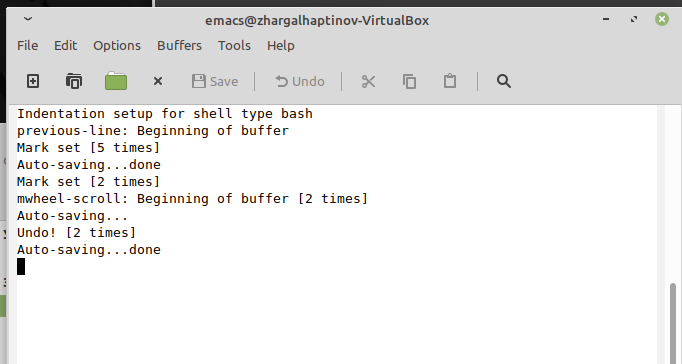 emacs@zhargalhaptinov-VirtualBox
File Edit Options Buffers Tools Help
Save Undo
Indentation setup for shell type bash
previous-line: Beginning of buffer
Mark set [5 times]
Auto-saving...done
Mark set [2 times]
mwheel-scroll: Beginning of buffer [2 times]
Auto-saving...
Undo! [2 times]
Auto-saving...done